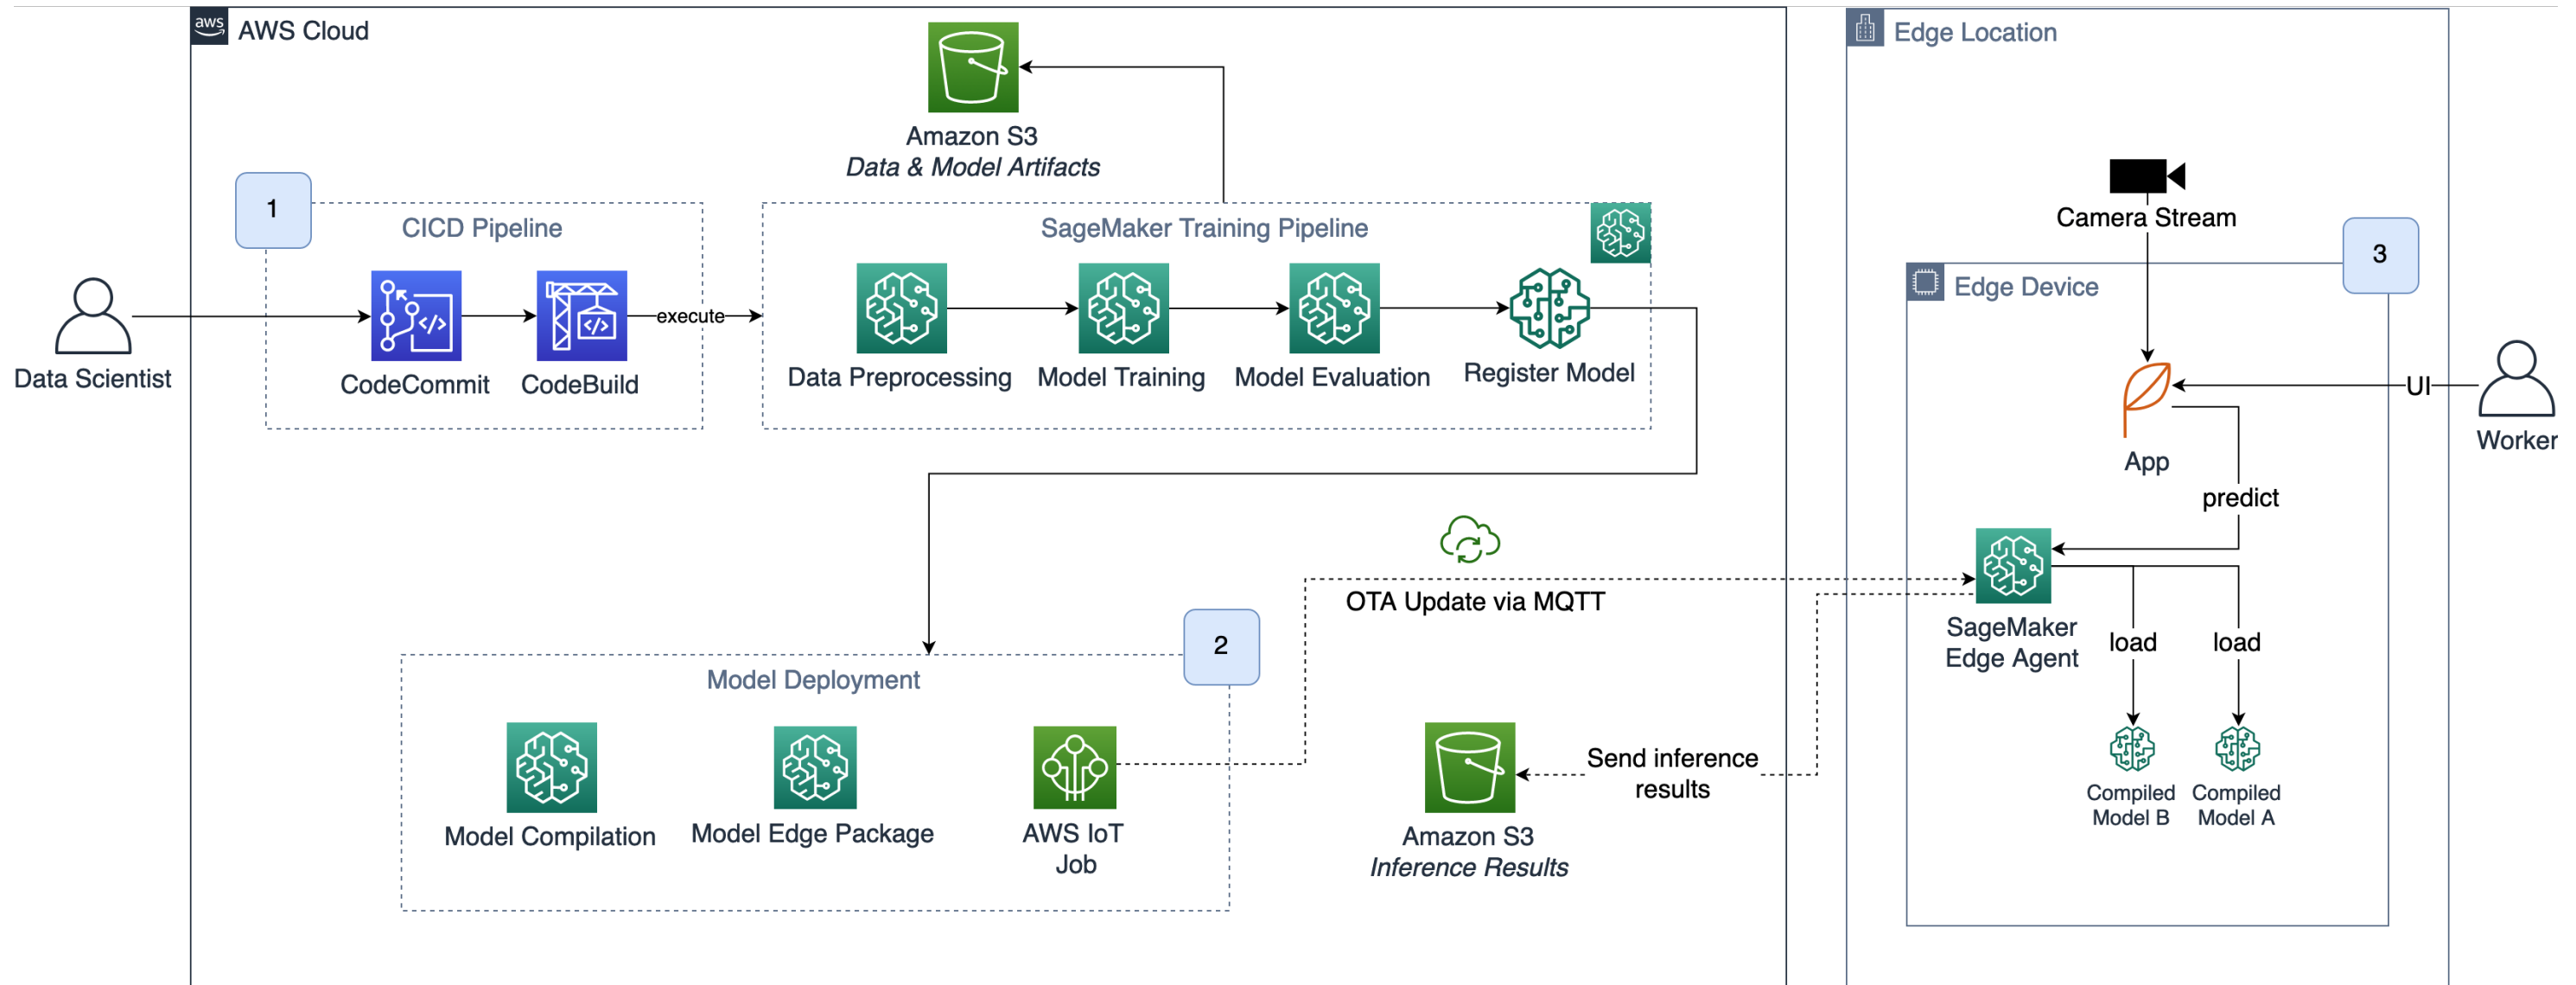 aws
AWS Cloud
Edge Location
Amazon S3
Data & Model Artifacts
1
CICD Pipeline
SageMaker Training Pipeline
Camera Stream
3
Edge Device
Data Scientist
CodeCommit
CodeBuild
execute
Data Preprocessing
Model Training
Model Evaluation
Register Model
UI
Worker
App
predict
OTA Update via MQTT
SageMaker
Edge Agent
load
load
2
Model Deployment
Model Compilation
Model Edge Package
AWS IoT
Job
Send inference
results
Amazon S3
Inference Results
Compiled
Model B
Compiled
Model A